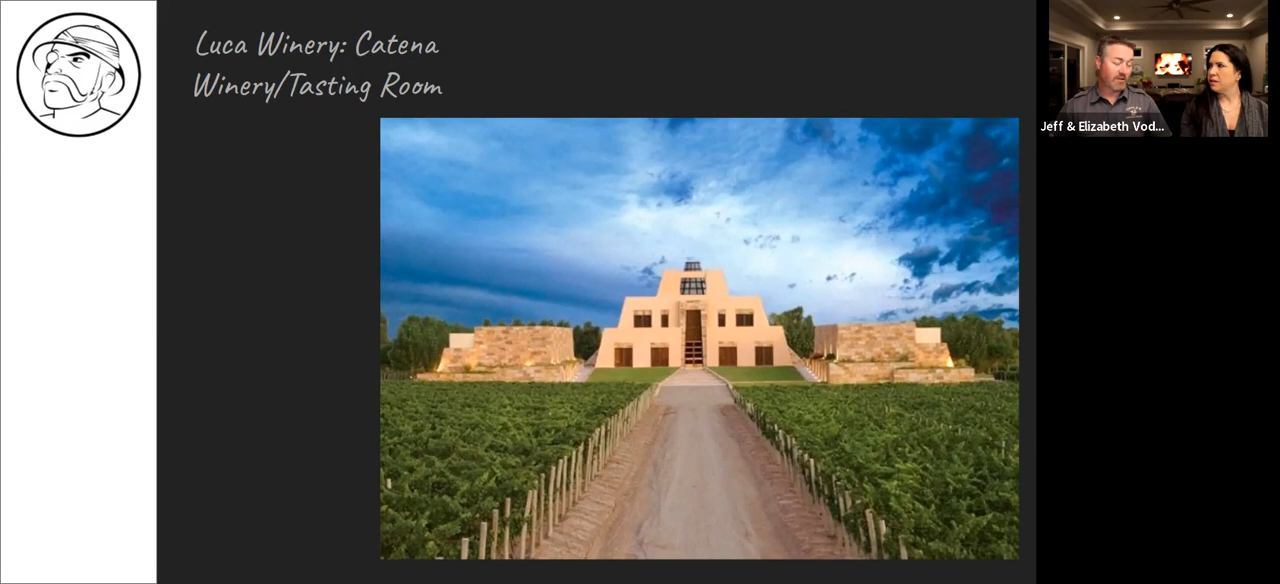 Luca Winery: Catena
Winery/Tasting Room
Jeff & Elizabeth Vod...